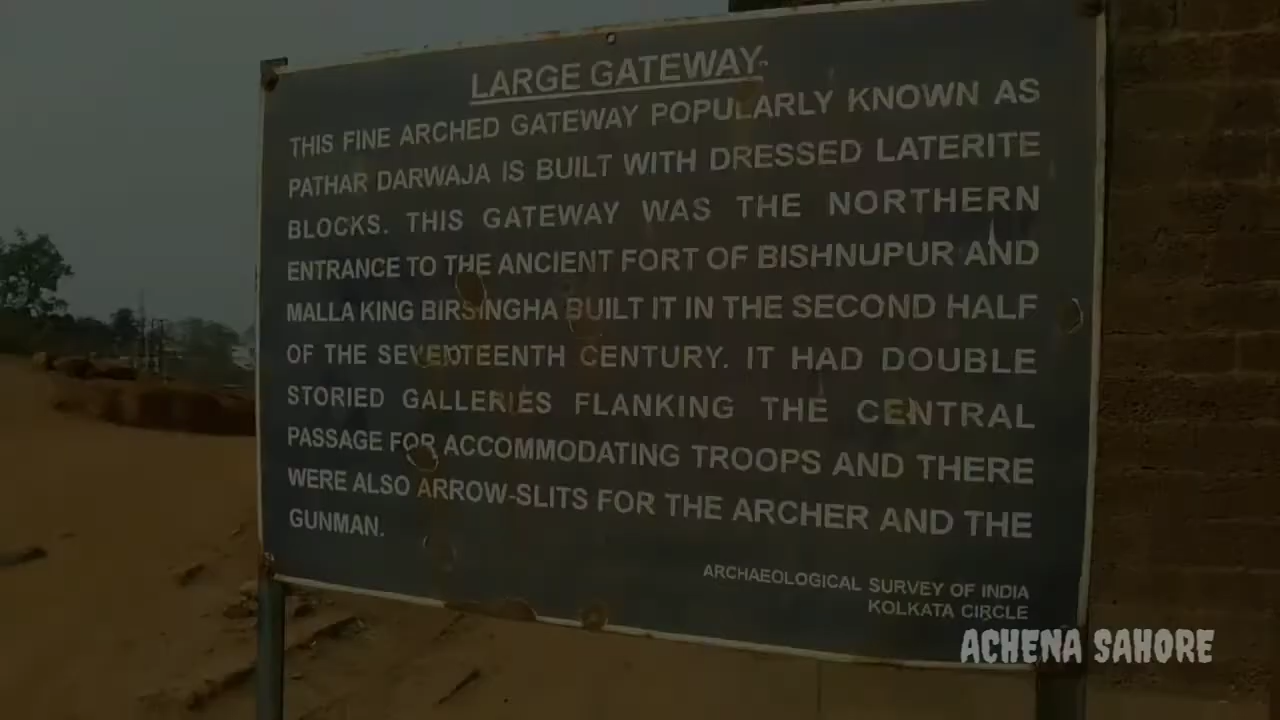 LARGE GATEWAY
THIS FINE ARCHED GATEWAY POPULARLY KNOWN AS
PATHAR DARWAJA IS BUILT WITH DRESSED LATERITE
BLOCKS. THIS GATEWAY WAS THE NORTHERN
ENTRANCE TO THE ANCIENT FORT OF BISHNUPUR AND
MALLA KING BIRSINGHA BUILT IT IN THE SECOND HALF
OF THE SEVENTEENTH CENTURY. IT HAD DOUBLE
STORIED GALLERIES FLANKING THE CENTRAL
PASSAGE FOR ACCOMMODATING TROOPS AND THERE
WERE ALSO ARROW-SLITS FOR THE ARCHER AND THE
GUNMAN.
ARCHAEOLOGICAL SURVEY OF INDIA
KOLKATA CIRCLE
ACHENA SAHORE